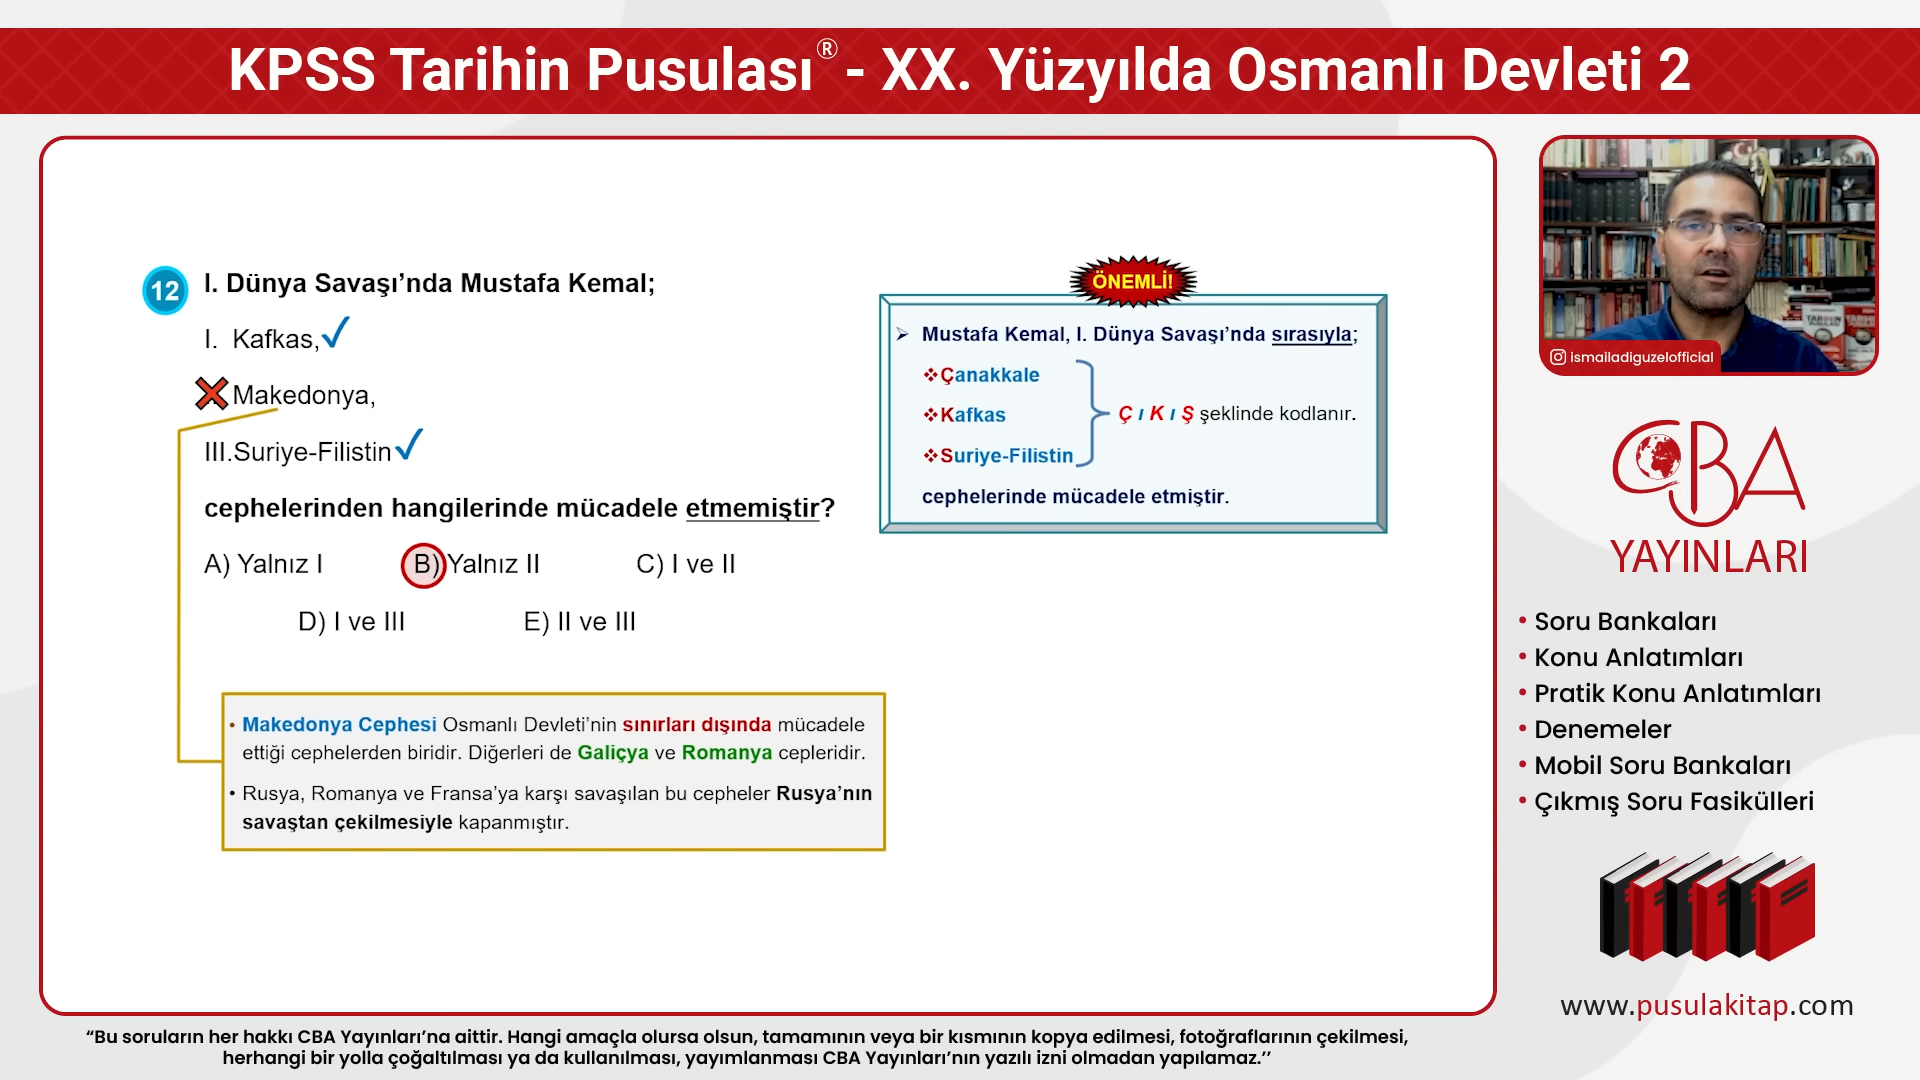 KPSS Tarihin Pusulası® - XX. Yüzyılda Osmanlı Devleti 2
12 I. Dünya Savaşı’nda Mustafa Kemal;
I. Kafkas,
Makedonya,
III.Suriye-Filistin
cephelerinden hangilerinde mücadele etmemiştir?
A) Yalnız I B) Yalnız II C) I ve II
D) I ve III E) II ve III
• Makedonya Cephesi Osmanlı Devleti’nin sınırları dışında mücadele
ettiği cephelerden biridir. Diğerleri de Galiçya ve Romanya cepleridir.
• Rusya, Romanya ve Fransa’ya karşı savaşılan bu cepheler Rusya’nın
savaştan çekilmesiyle kapanmıştır.
ÖNEMLİ!
➢ Mustafa Kemal, I. Dünya Savaşı’nda sırasıyla;
❖Çanakkale
❖Kafkas
❖Suriye-Filistin
Ç ı K ı Ş şeklinde kodlanır.
cephelerinde mücadele etmiştir.
ismailadiguzelofficial
CBA
YAYINLARI
• Soru Bankaları
• Konu Anlatımları
• Pratik Konu Anlatımları
• Denemeler
• Mobil Soru Bankaları
• Çıkmış Soru Fasikülleri
www.pusulakitap.com
“Bu soruların her hakkı CBA Yayınları’na aittir. Hangi amaçla olursa olsun, tamamının veya bir kısmının kopya edilmesi, fotoğraflarının çekilmesi,
herhangi bir yolla çoğaltılması ya da kullanılması, yayımlanması CBA Yayınları’nın yazılı izni olmadan yapılamaz.’’